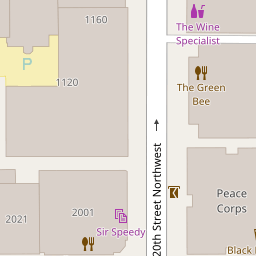 1160
The Wine
Specialist
P
1120
The Green
Bee
20th Street Northwest
Peace
Corps
2021
2001
Sir Speedy
Black